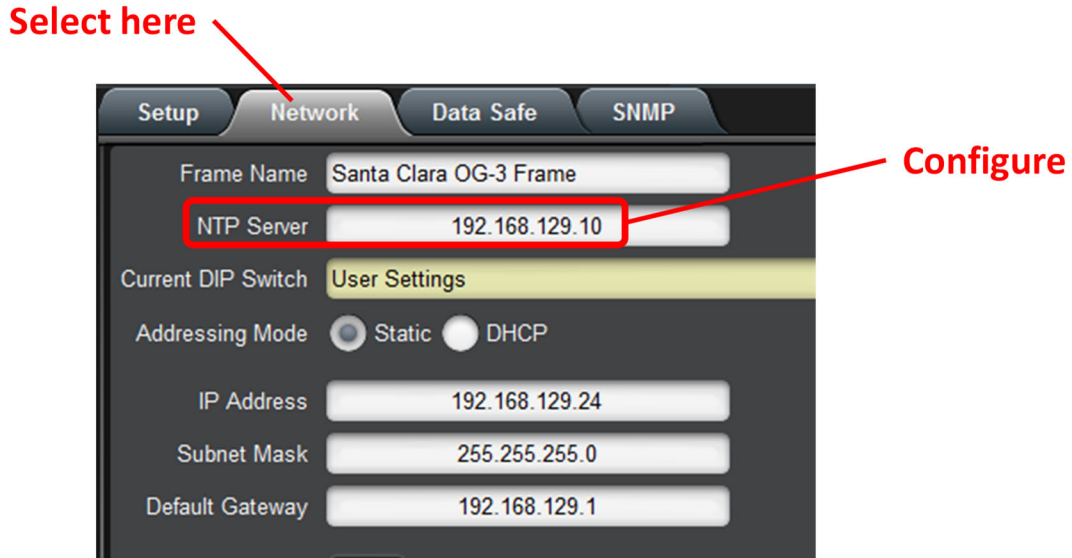 Select here
Setup Network Data Safe SNMP
Frame Name Santa Clara OG-3 Frame
Configure
NTP Server 192.168.129.10
Current DIP Switch User Settings
Addressing Mode Static DHCP
IP Address 192.168.129.24
Subnet Mask 255.255.255.0
Default Gateway 192.168.129.1